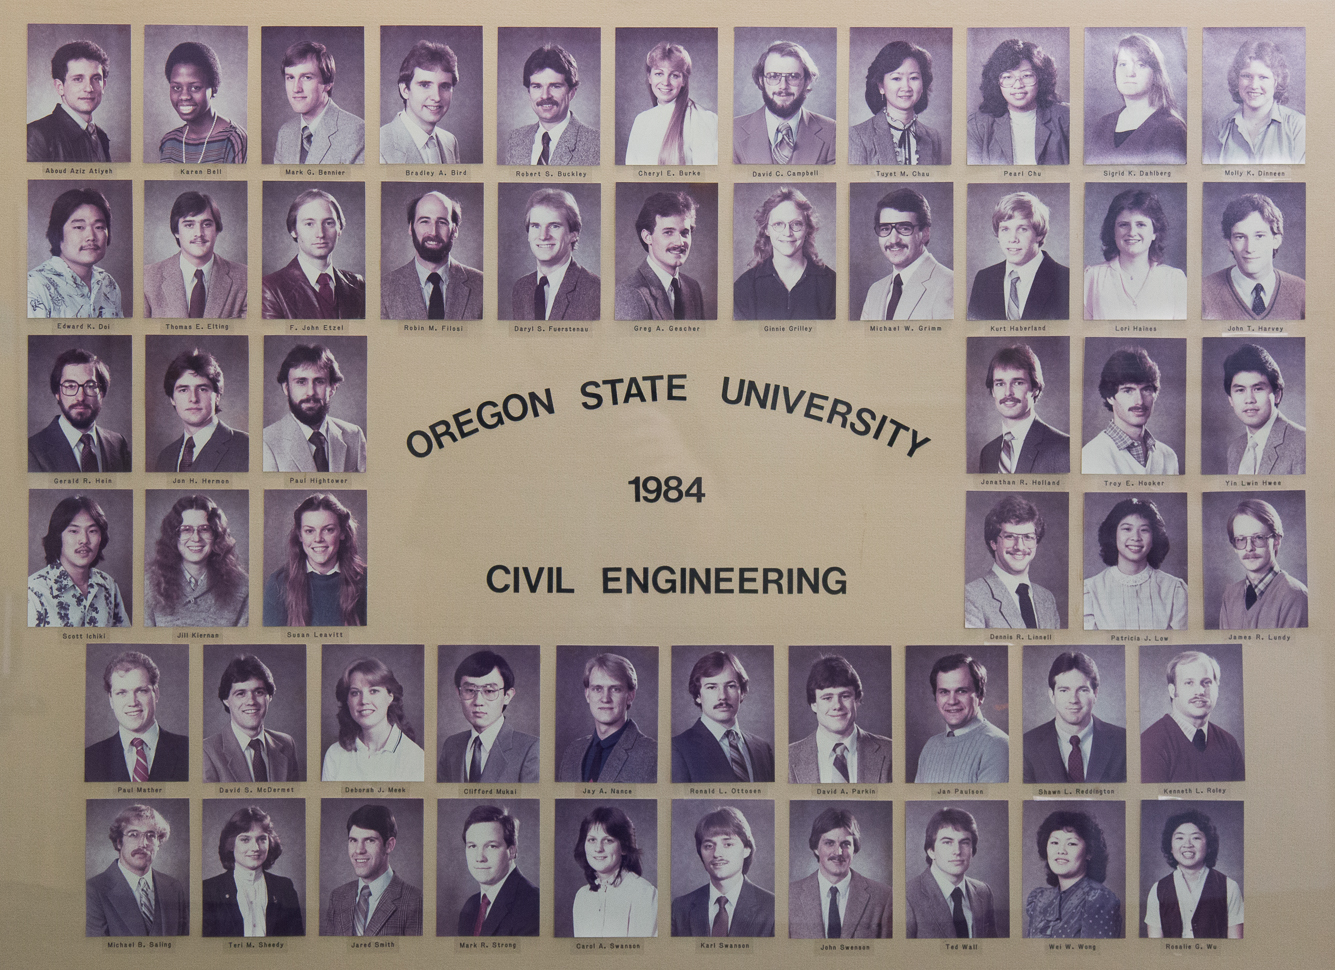 Aboud Aziz Atiyeh
Karen Bell
Mark G. Bennier
Bradley A. Bird
Robert S. Buckley
Cheryl E. Burke
David C. Campbell
Tuyet M. Chau
Pearl Chu
Sigrid K. Dahlberg
Molly K. Dinneen
Edward K. Doi
Thomas E. Elting
F. John Etzel
Robin M. Filosi
Daryl S. Fuerstenau
Greg A. Gescher
Ginnie Grilley
Michael W. Grimm
Kurt Haberland
Lori Haines
John T. Harvey
OREGON STATE UNIVERSITY
1984
CIVIL ENGINEERING
Gerald R. Hein
Jon H. Hermon
Paul Hightower
Jonathan R. Holland
Troy E. Hooker
Yin Lwin Hwee
Scott Ichiki
Jill Kiernan
Susan Leavitt
Dennis R. Linnell
Patricia J. Low
James R. Lundy
Paul Mather
David S. McDermet
Deborah J. Meek
Clifford Mukai
Jay A. Nance
Ronald L. Ottosen
David A. Parkin
Jan Paulson
Shawn L. Reddington
Kenneth L. Roley
Michael B. Saling
Teri M. Sheedy
Jared Smith
Mark R. Strong
Carol A. Swanson
Karl Swanson
John Swenson
Ted Wall
Wei W. Wong
Rosalie G. Wu